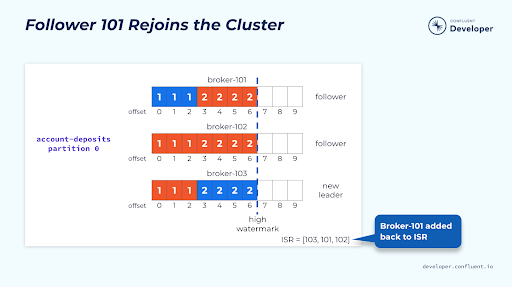 Follower 101 Rejoins the Cluster
CONFLUENT
Developer
broker-101
1 1 1 2 2 2 2 follower
offset 0 1 2 3 4 5 6 7 8 9
account-deposits
partition 0
broker-102
1 1 1 2 2 2 2 follower
offset 0 1 2 3 4 5 6 7 8 9
broker-103
1 1 1 2 2 2 2 new
leader
offset 0 1 2 3 4 5 6 7 8 9
high
watermark
ISR = [103, 101, 102]
Broker-101 added
back to ISR
developer.confluent.io